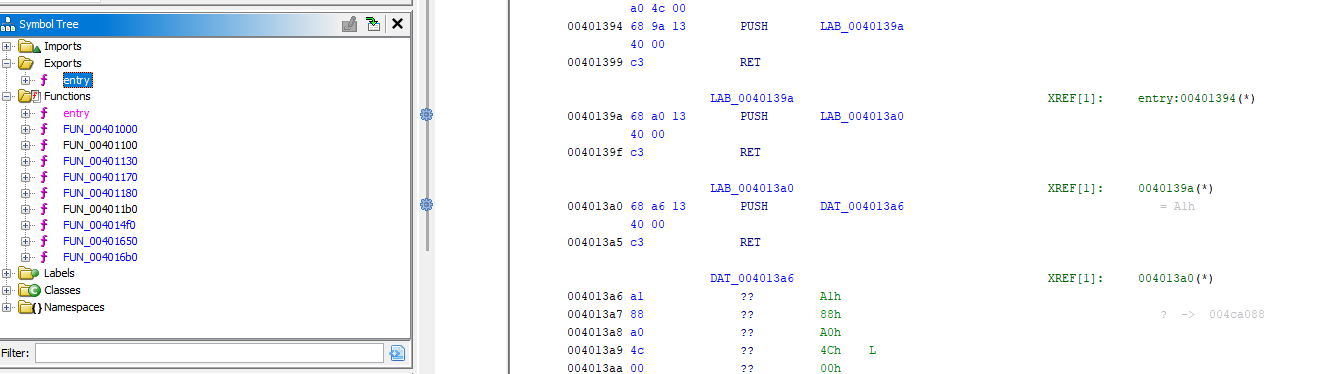 a0 4c 00
Symbol Tree
00401394 68 9a 13 PUSH LAB_0040139a
40 00
Imports
00401399 c3 RET
Exports
entry
Functions
LAB_0040139a XREF[1]: entry:00401394(*)
entry
0040139a 68 a0 13 PUSH LAB_004013a0
FUN_00401000
40 00
FUN_00401100
0040139f c3 RET
FUN_00401130
FUN_00401170
FUN_00401180
LAB_004013a0 XREF[1]: 0040139a(*)
FUN_004011b0
004013a0 68 a6 13 PUSH DAT_004013a6 = A1h
FUN_004014f0
40 00
FUN_00401650
004013a5 c3 RET
FUN_004016b0
Labels
DAT_004013a6 XREF[1]: 004013a0(*)
Classes
004013a6 a1 ?? A1h
Namespaces
004013a7 88 ?? 88h ? -> 004ca088
004013a8 a0 ?? A0h
Filter:
004013a9 4c ?? 4Ch L
004013aa 00 ?? 00h